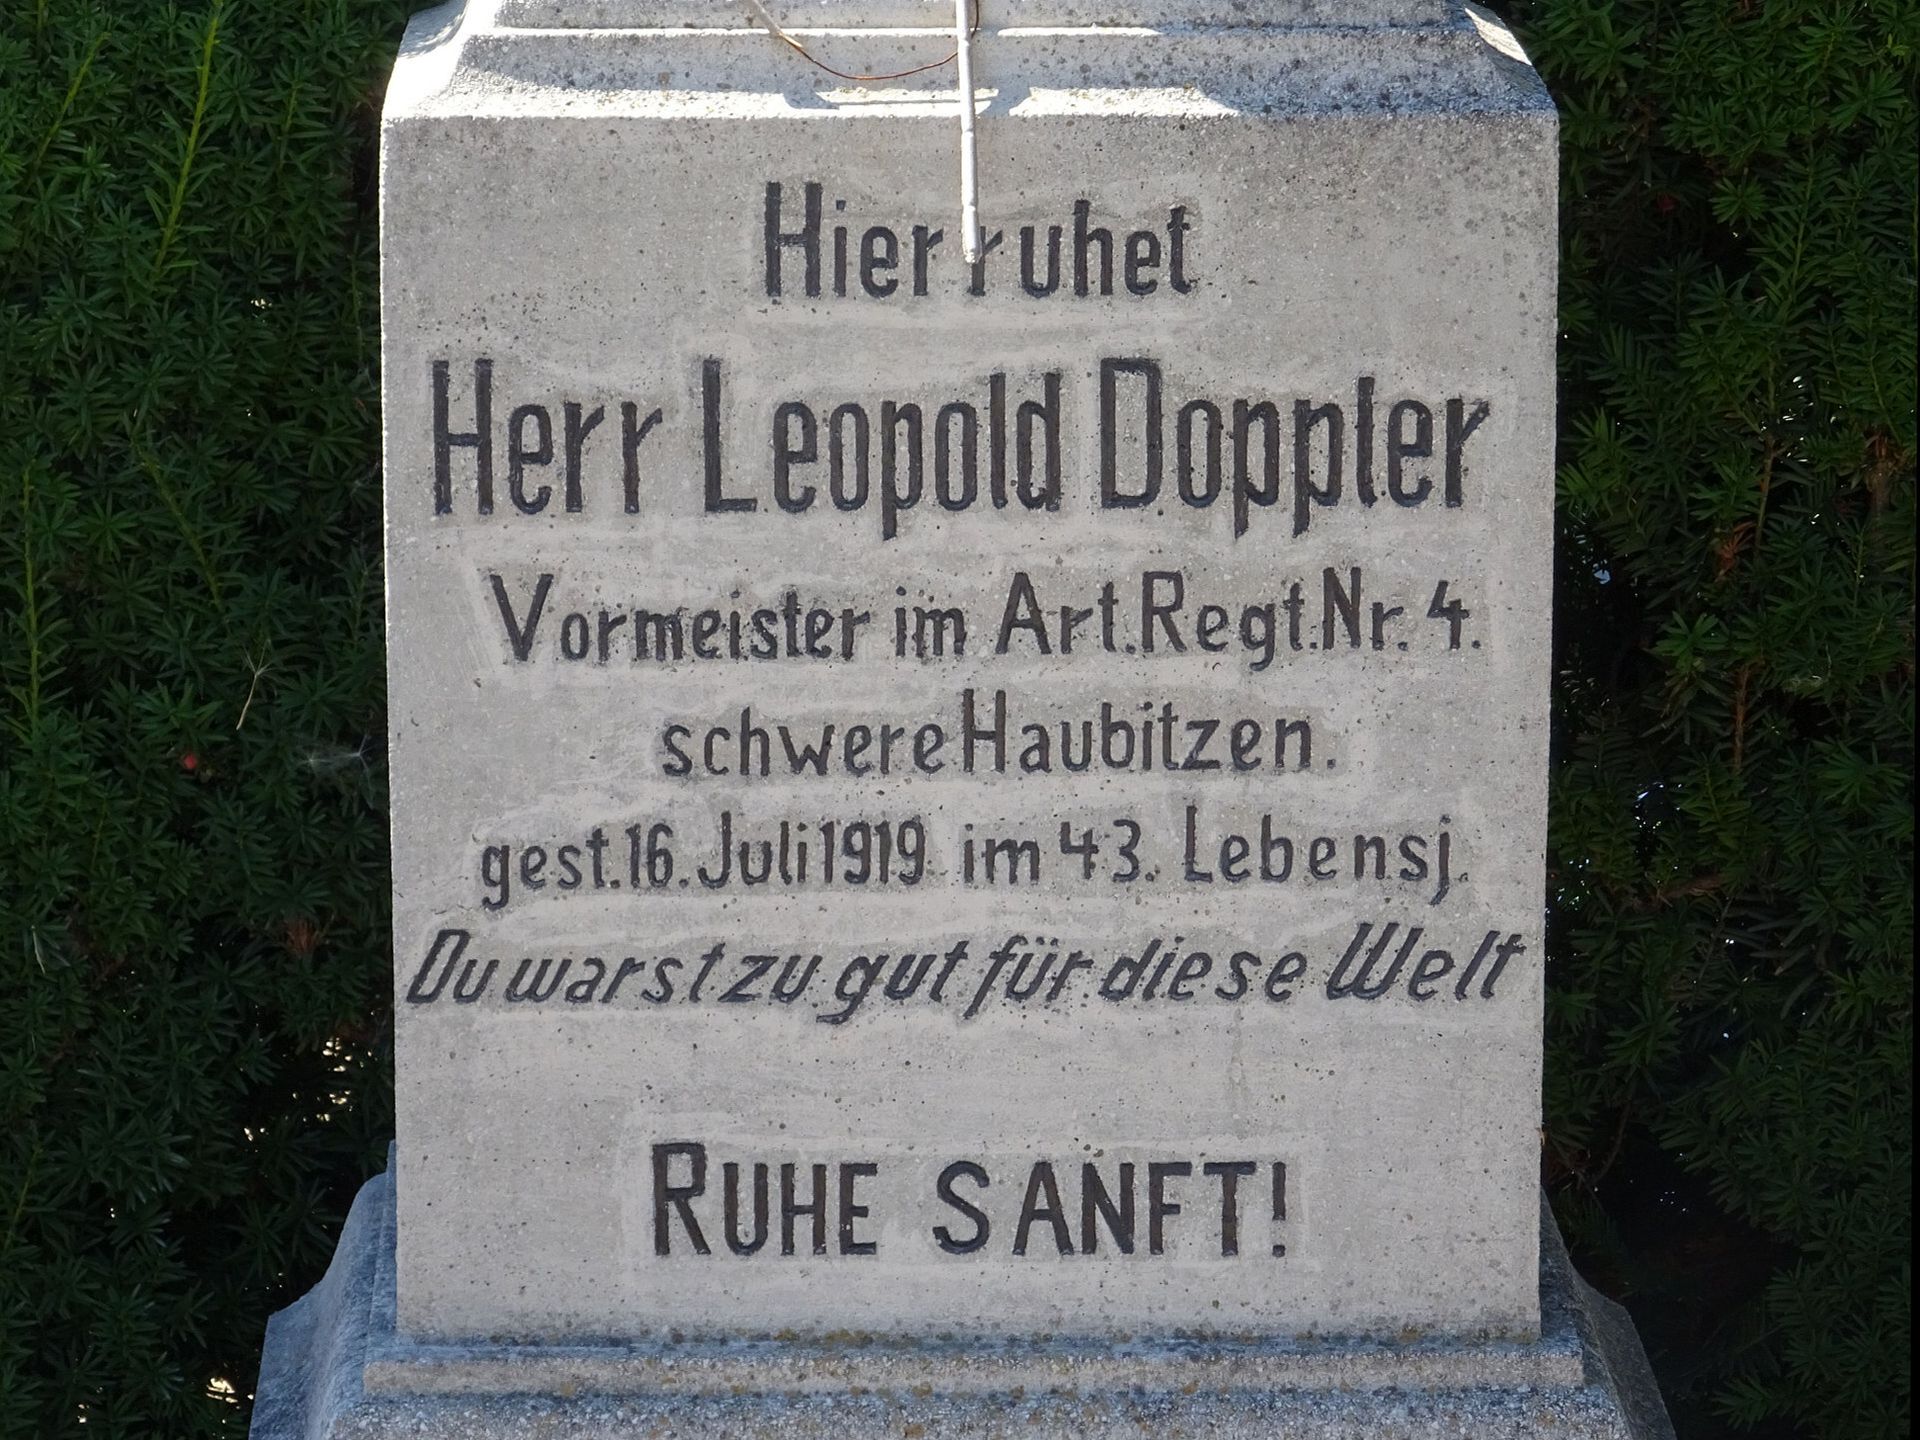 Hier ruhet
Herr Leopold Doppler
Vormeister im Art. Regt. Nr. 4.
schwere Haubitzen.
gest. 16. Juli 1919 im 43. Lebensj.
Du warst zu gut für diese Welt
RUHE SANFT!